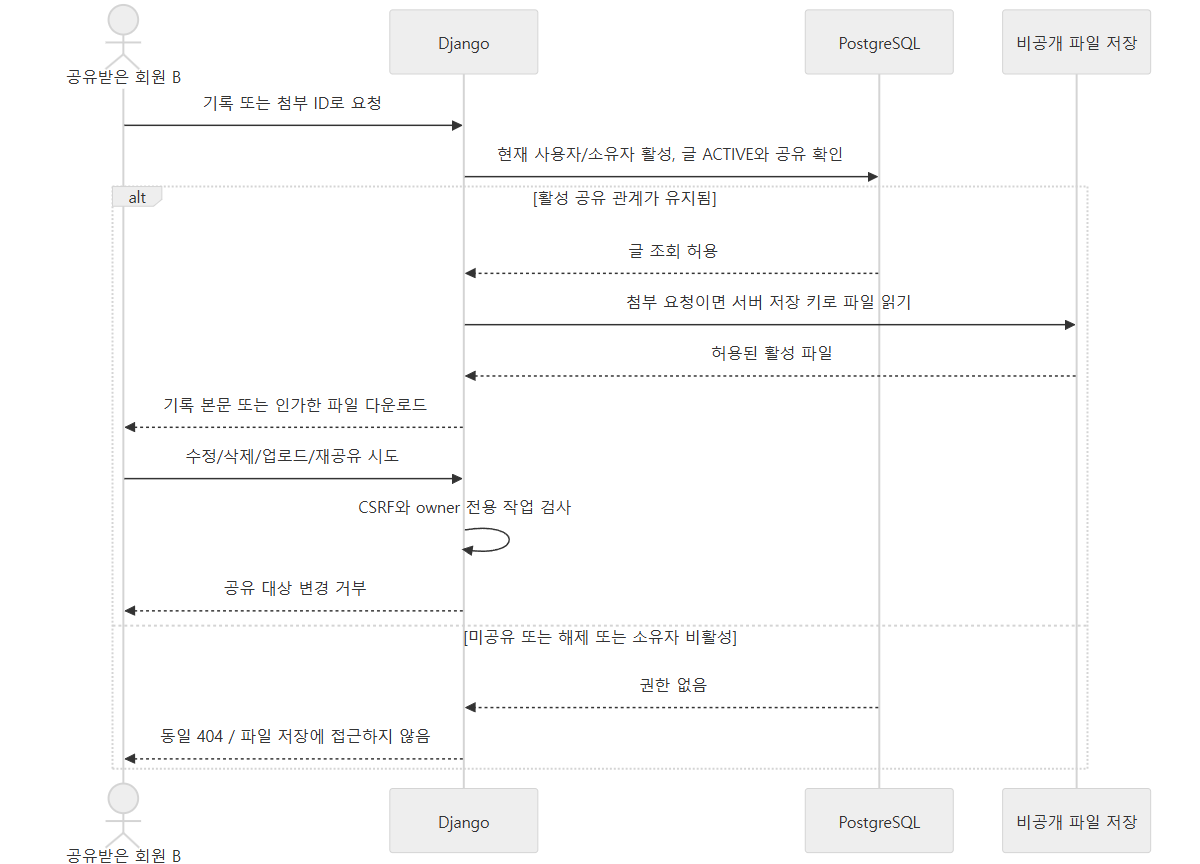 공유받은 회원 B
Django
PostgreSQL
비공개 파일 저장
기록 또는 첨부 ID로 요청
현재 사용자/소유자 활성, 글 ACTIVE와 공유 확인
alt
[활성 공유 관계가 유지됨]
글 조회 허용
첨부 요청이면 서버 저장 키로 파일 읽기
허용된 활성 파일
기록 본문 또는 인가한 파일 다운로드
수정/삭제/업로드/재공유 시도
CSRF와 owner 전용 작업 검사
공유 대상 변경 거부
[미공유 또는 해제 또는 소유자 비활성]
권한 없음
동일 404 / 파일 저장에 접근하지 않음
공유받은 회원 B
Django
PostgreSQL
비공개 파일 저장